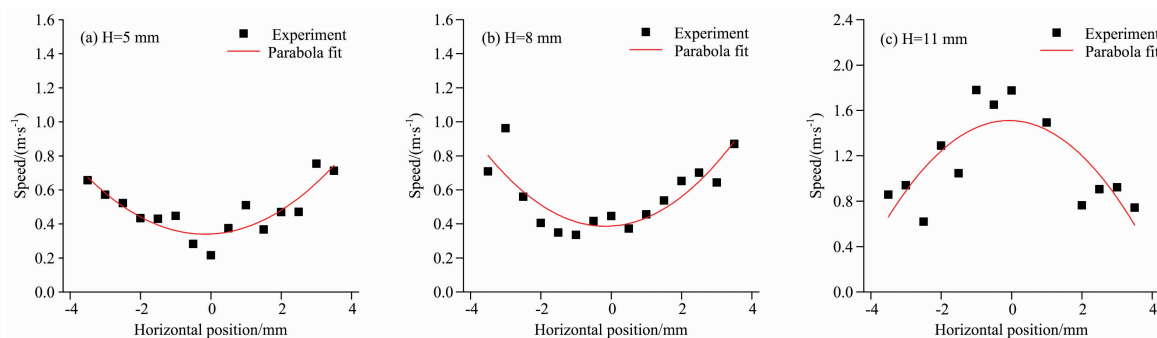 (a) H=5 mm
Experiment
Parabola fit
1.6
1.4
1.2
1.0
0.8
0.6
0.4
0.2
0.0
Speed/(m·s⁻¹)
-4
-2
0
2
4
Horizontal position/mm
(b) H=8 mm
Experiment
Parabola fit
1.6
1.4
1.2
1.0
0.8
0.6
0.4
0.2
0.0
Speed/(m·s⁻¹)
-4
-2
0
2
4
Horizontal position/mm
(c) H=11 mm
Experiment
Parabola fit
2.4
2.0
1.6
1.2
0.8
0.4
0.0
Speed/(m·s⁻¹)
-4
-2
0
2
4
Horizontal position/mm